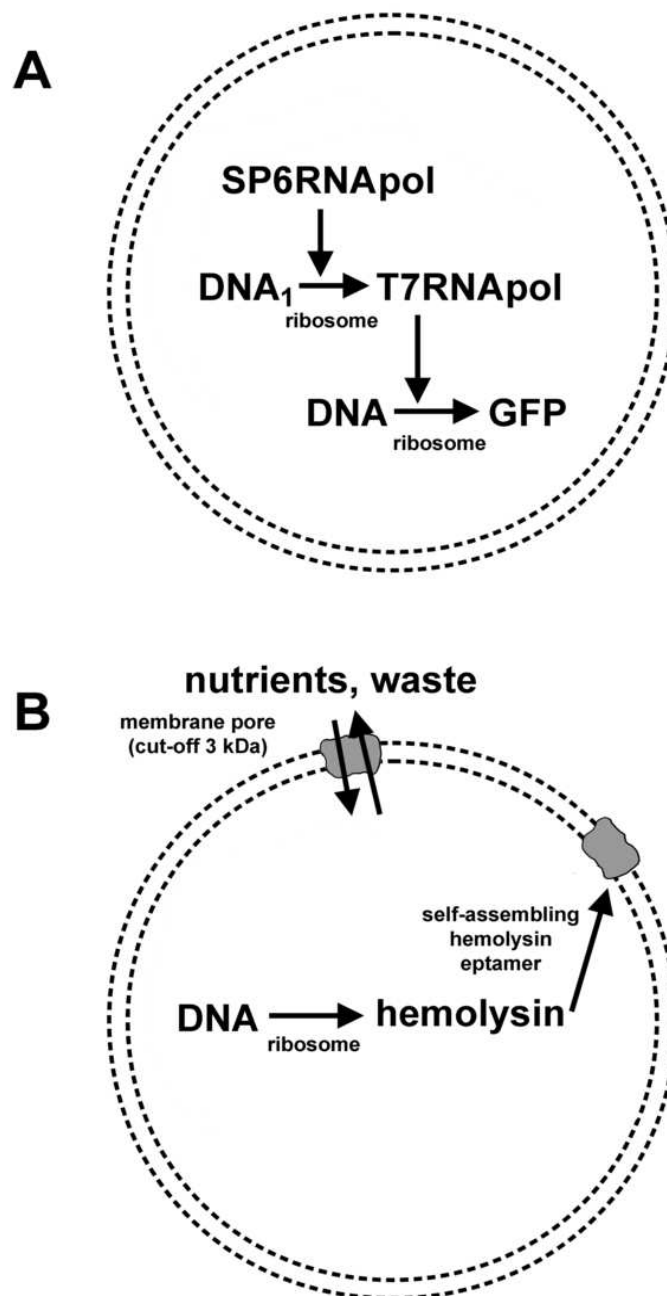 A
SP6RNApol
DNA1 T7RNApol
ribosome
DNA GFP
ribosome
B
nutrients, waste
membrane pore
(cut-off 3 kDa)
self-assembling
hemolysin
eptamer
DNA hemolysin
ribosome